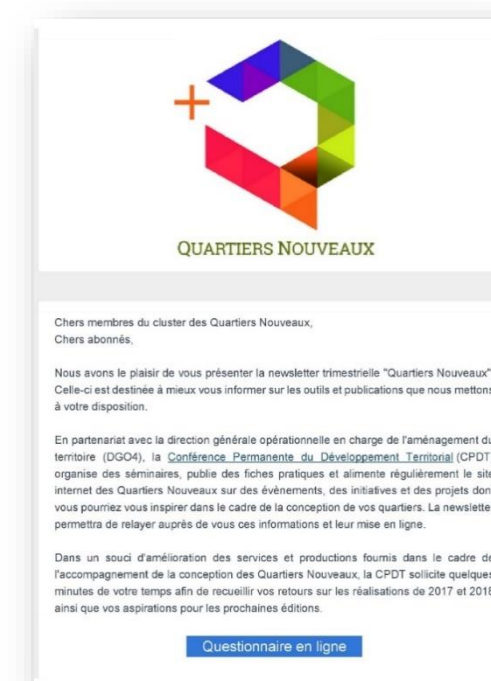 QUARTIERS NOUVEAUX
Chers membres du cluster des Quartiers Nouveaux,
Chers abonnés,
Nous avons le plaisir de vous présenter la newsletter trimestrielle "Quartiers Nouveaux"
Celle-ci est destinée à mieux vous informer sur les outils et publications que nous mettons
à votre disposition.
En partenariat avec la direction générale opérationnelle en charge de l'aménagement du
territoire (DGO4), la Conférence Permanente du Développement Territorial (CPDT
organise des séminaires, publie des fiches pratiques et alimente régulièrement le site
internet des Quartiers Nouveaux sur des évènements, des initiatives et des projets don
vous pourriez vous inspirer dans le cadre de la conception de vos quartiers. La newslette
permettra de relayer auprès de vous ces informations et leur mise en ligne.
Dans un souci d'amélioration des services et productions fournis dans le cadre de
l'accompagnement de la conception des Quartiers Nouveaux, la CPDT sollicite quelques
minutes de votre temps afin de recueillir vos retours sur les réalisations de 2017 et 2018
ainsi que vos aspirations pour les prochaines éditions.
Questionnaire en ligne